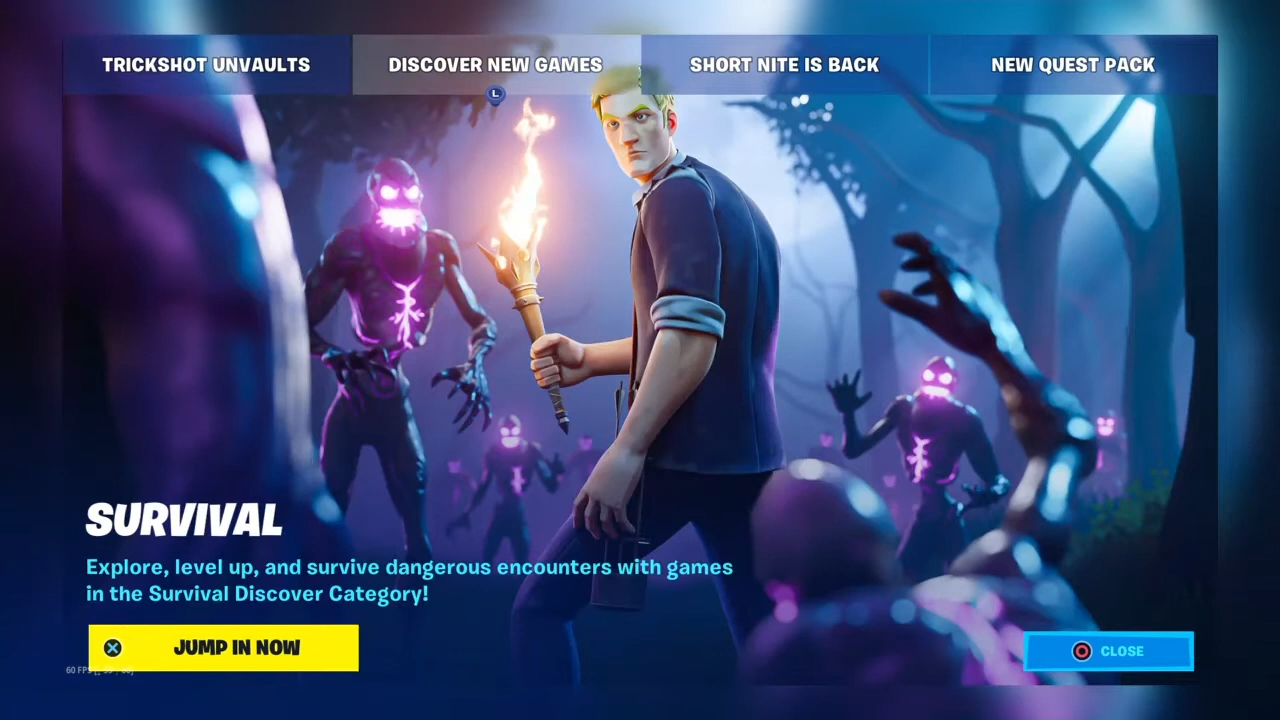 TRICKSHOT UNVAULTS
DISCOVER NEW GAMES
SHORT NITE IS BACK
NEW QUEST PACK
L
SURVIVAL
Explore, level up, and survive dangerous encounters with games
in the Survival Discover Category!
JUMP IN NOW
CLOSE
60 FPS